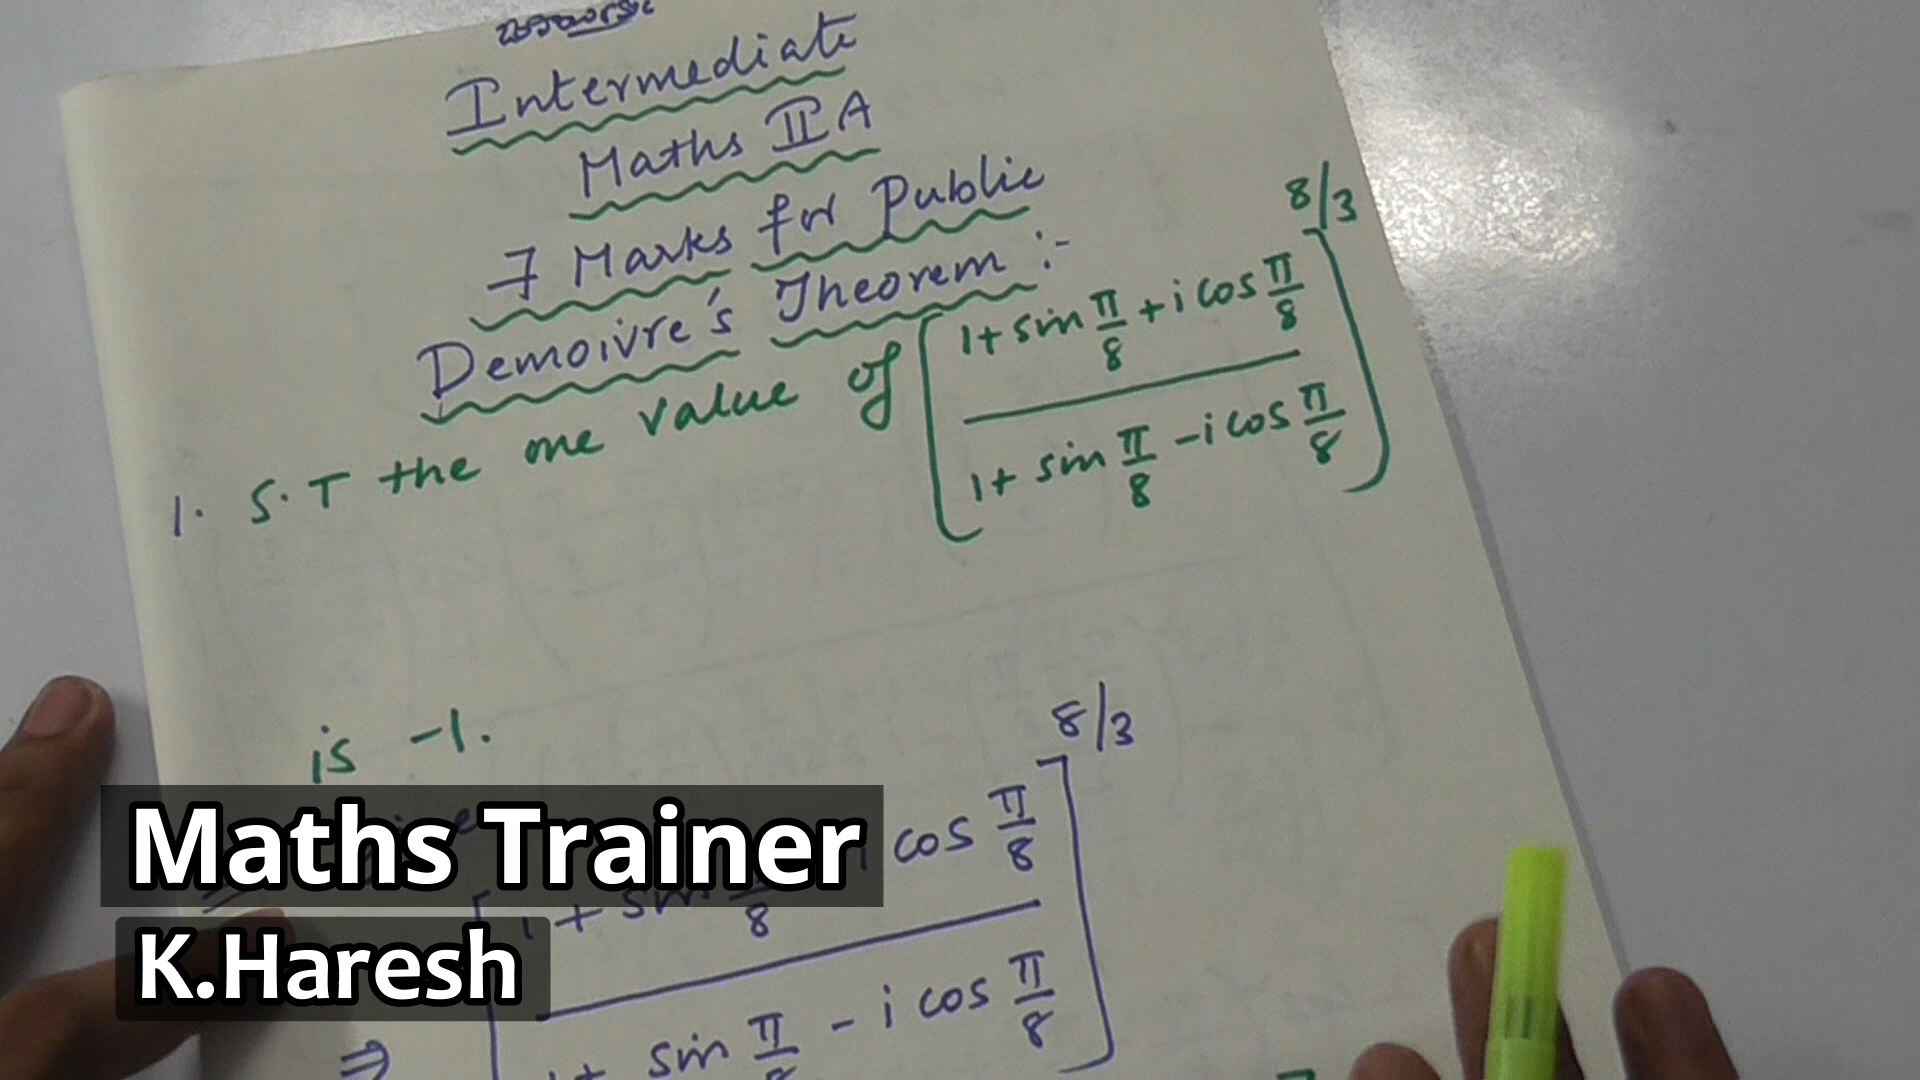 Intermediate
Maths II A
7 Marks for Public
Demoivre's Theorem :-
1. S.T the one value of [(1 + sin π/8 + i cos π/8) / (1 + sin π/8 - i cos π/8)]^8/3
is -1.
[(1 + sin π/8 i cos π/8) / (1 + sin π/8 - i cos π/8)]^8/3
⇒
Maths Trainer
K.Haresh